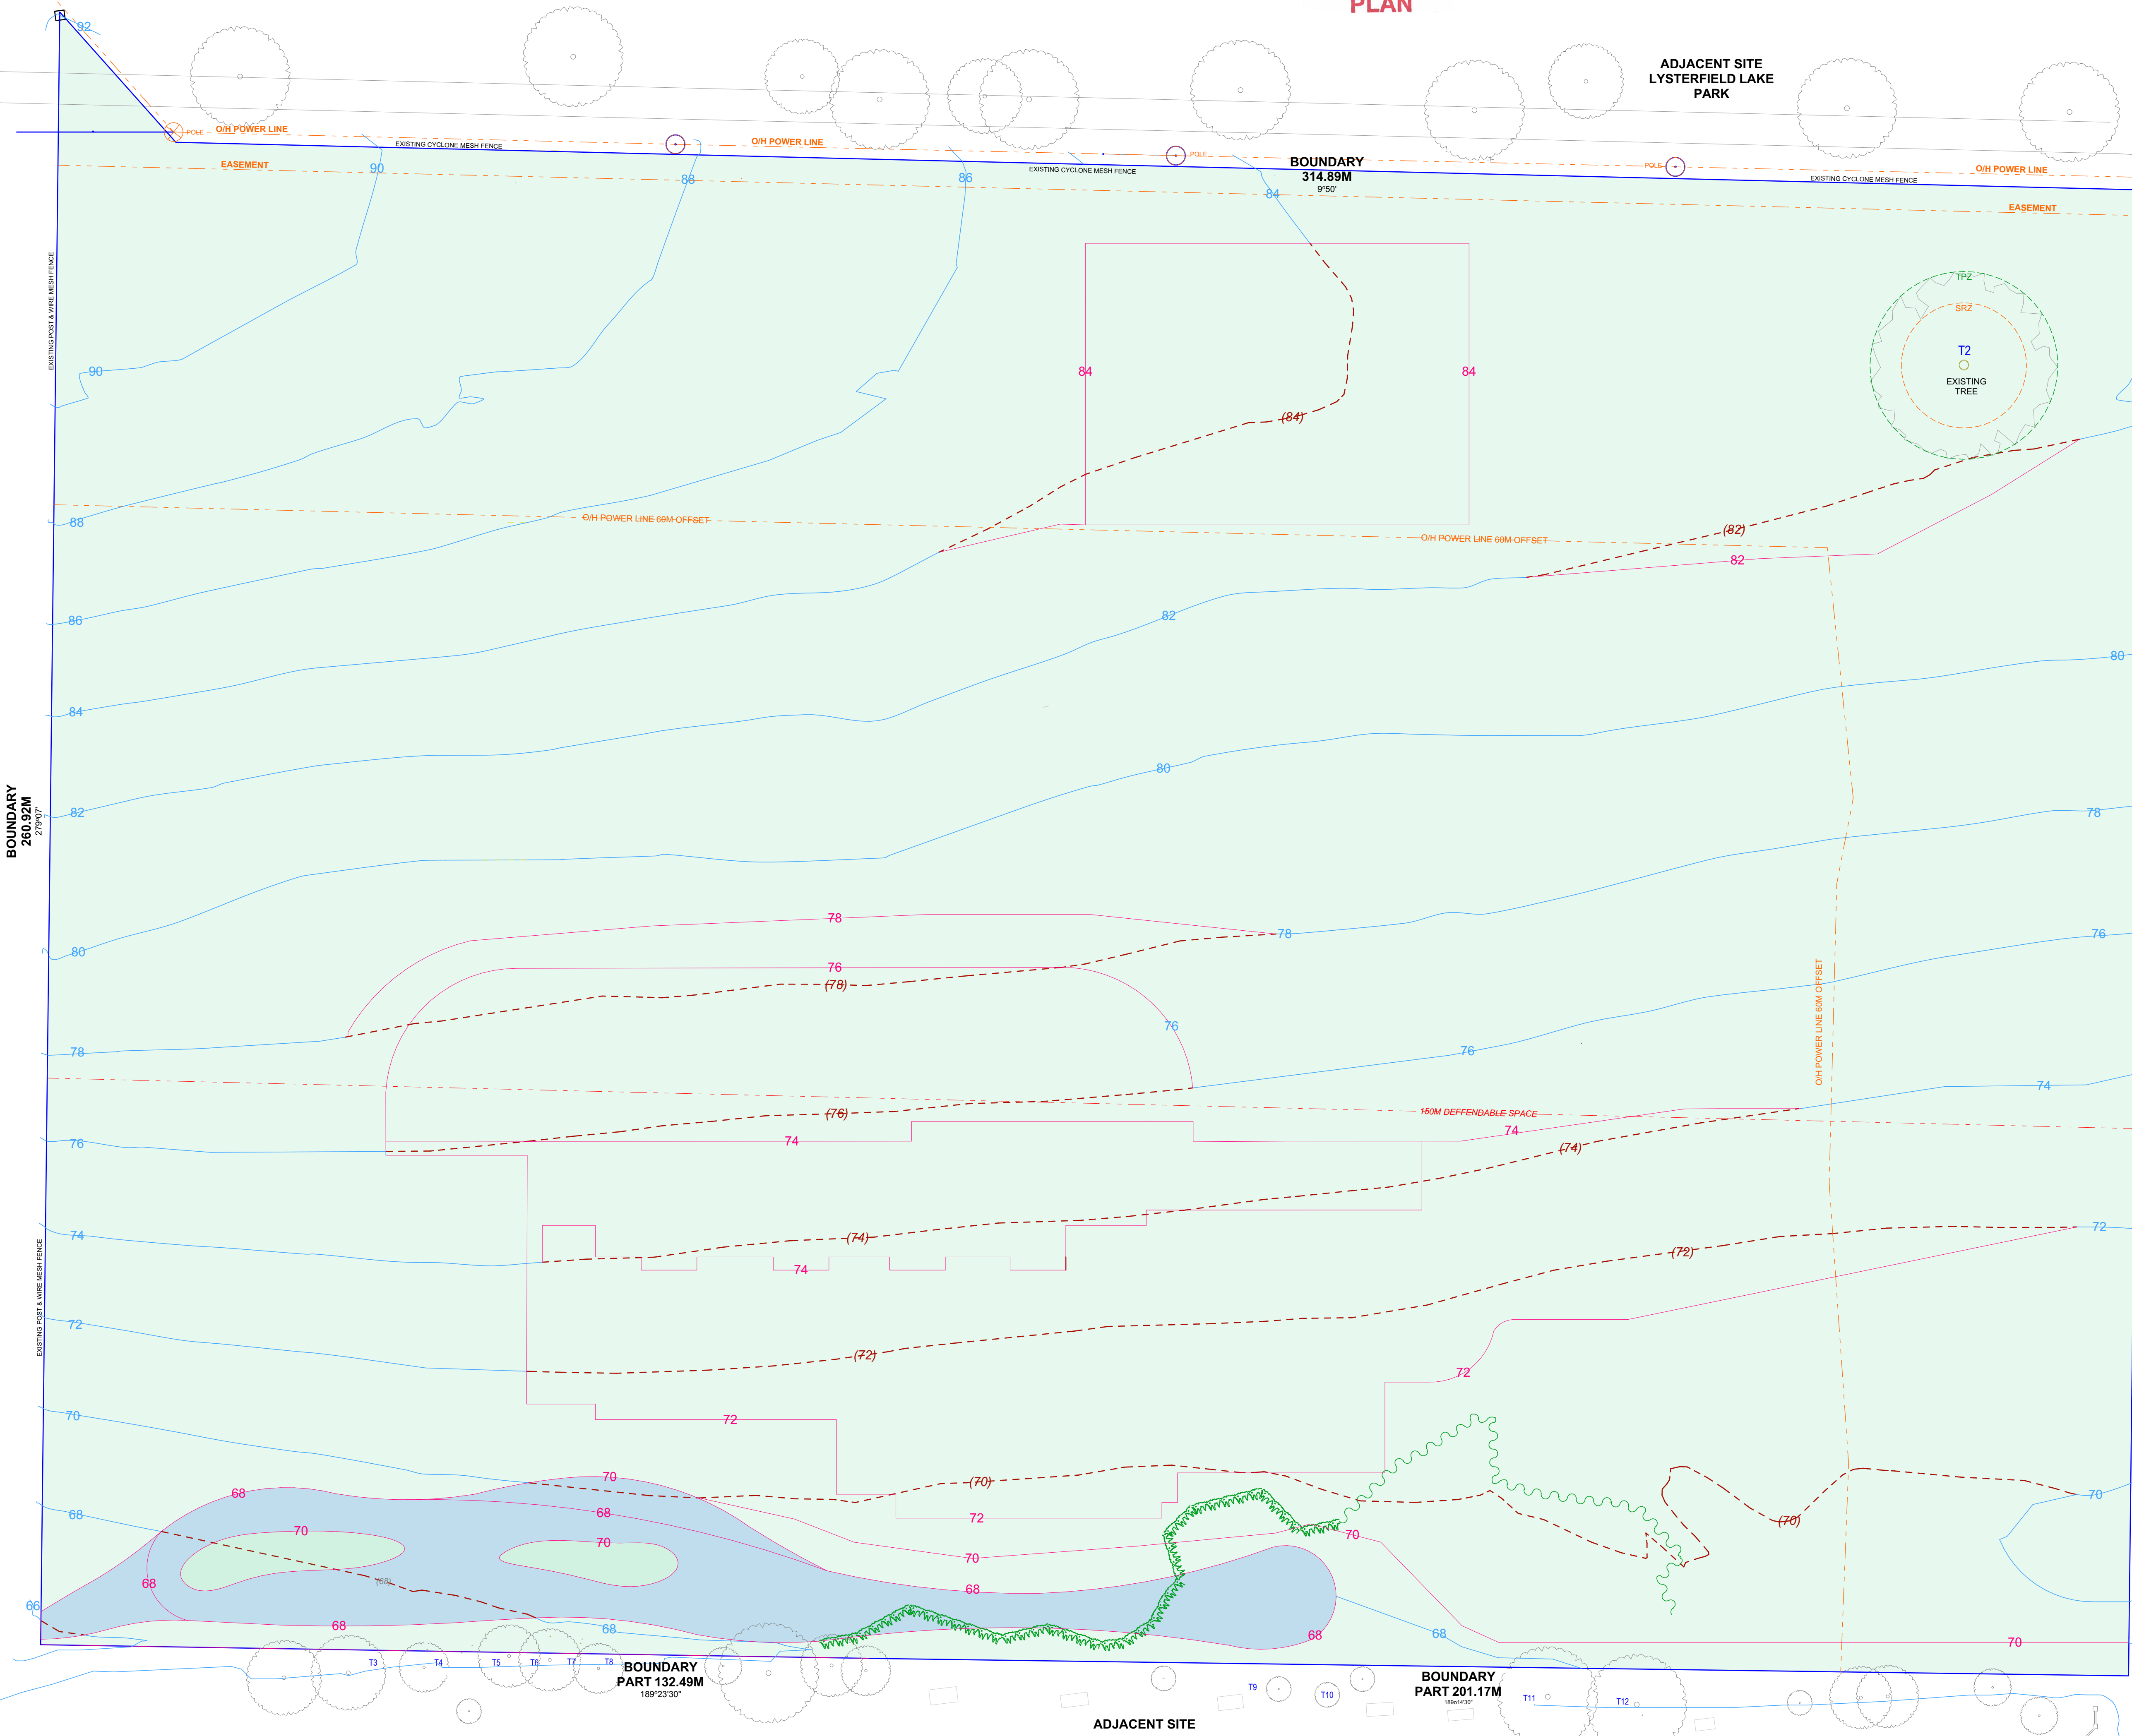 PLAN
92
ADJACENT SITE
LYSTERFIELD LAKE
PARK
POLE
O/H POWER LINE
EXISTING CYCLONE MESH FENCE
O/H POWER LINE
POLE
BOUNDARY
314.89M
9°50'
EXISTING CYCLONE MESH FENCE
POLE
O/H POWER LINE
EXISTING CYCLONE MESH FENCE
EASEMENT
90
88
86
84
EASEMENT
EXISTING POST & WIRE MESH FENCE
TPZ
SRZ
T2
EXISTING
TREE
90
84
84
(84)
88
O/H POWER LINE 60M OFFSET
(82)
O/H POWER LINE 60M OFFSET
82
86
82
80
84
80
BOUNDARY
260.92M
279°07'
82
78
78
78
76
80
76
(78)
O/H POWER LINE 60M OFFSET
76
76
78
74
(76)
150M DEFFENDABLE SPACE
76
74
74
(74)
74
(74)
72
(72)
74
EXISTING POST & WIRE MESH FENCE
72
(72)
72
70
72
70
(70)
68
70
68
68
72
(70)
70
70
70
70
68
(68)
68
66
68
68
68
68
70
T3
T4
T5
T6
T7
T8
BOUNDARY
PART 132.49M
189°23'30"
T9
T10
BOUNDARY
PART 201.17M
189o14'30"
T11
T12
ADJACENT SITE